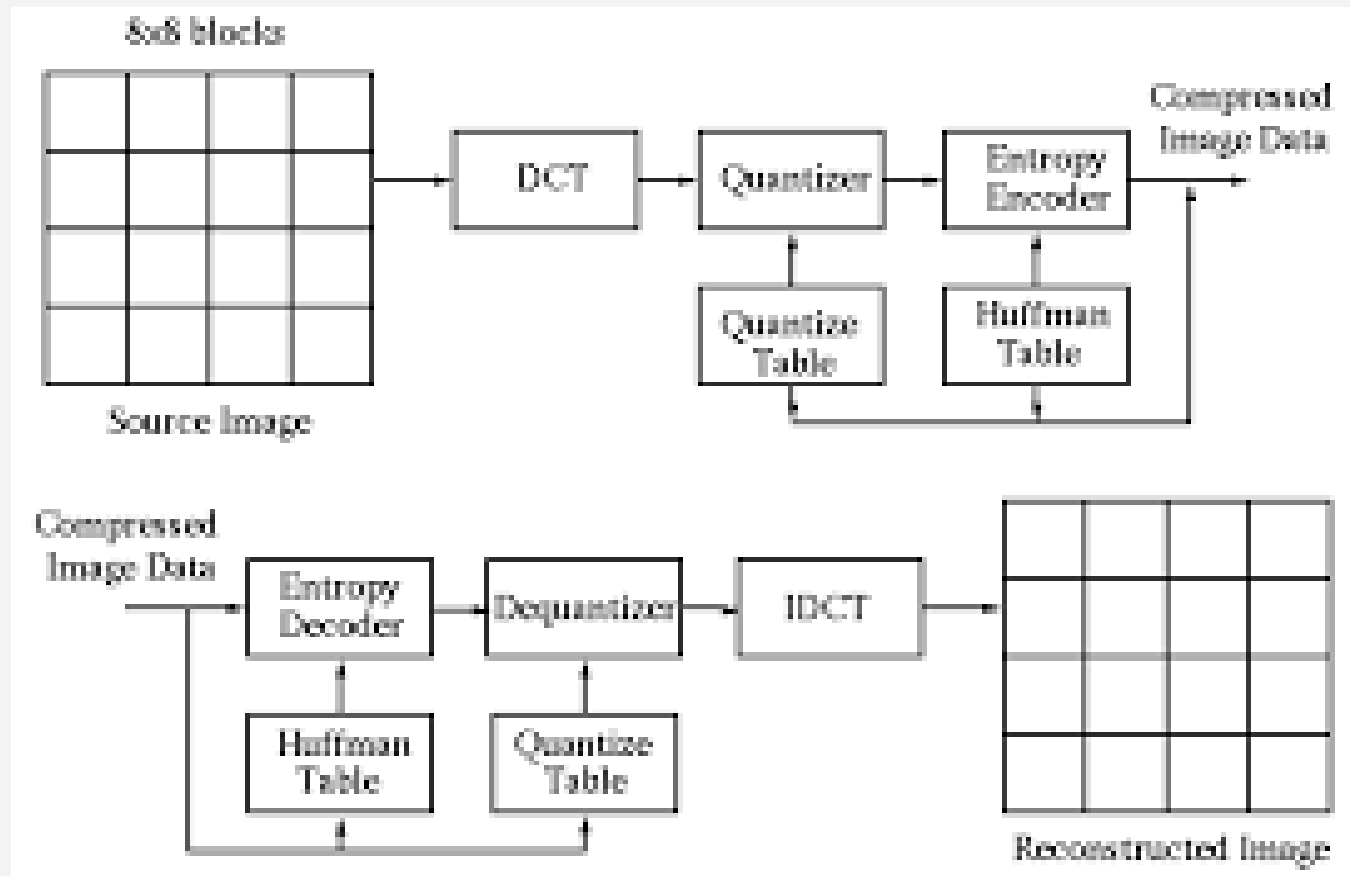 8x8 blocks
Compressed
Image Data
DCT
Quantizer
Entropy
Encoder
Quantize
Table
Huffman
Table
Source Image
Compressed
Image Data
Entropy
Decoder
Dequantizer
IDCT
Huffman
Table
Quantize
Table
Reconstructed Image